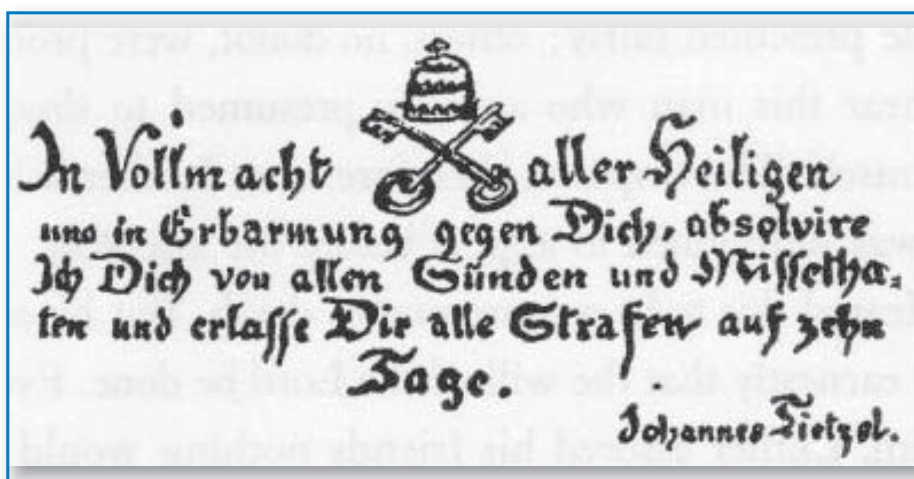 In Vollmacht aller Heiligen
und in Erbarmung gegen Dich, absolvire
Ich Dich von allen Sünden und Missetha=
ten und erlasse Dir alle Strafen auf zehn
Tage.
Johannes Tietzel.